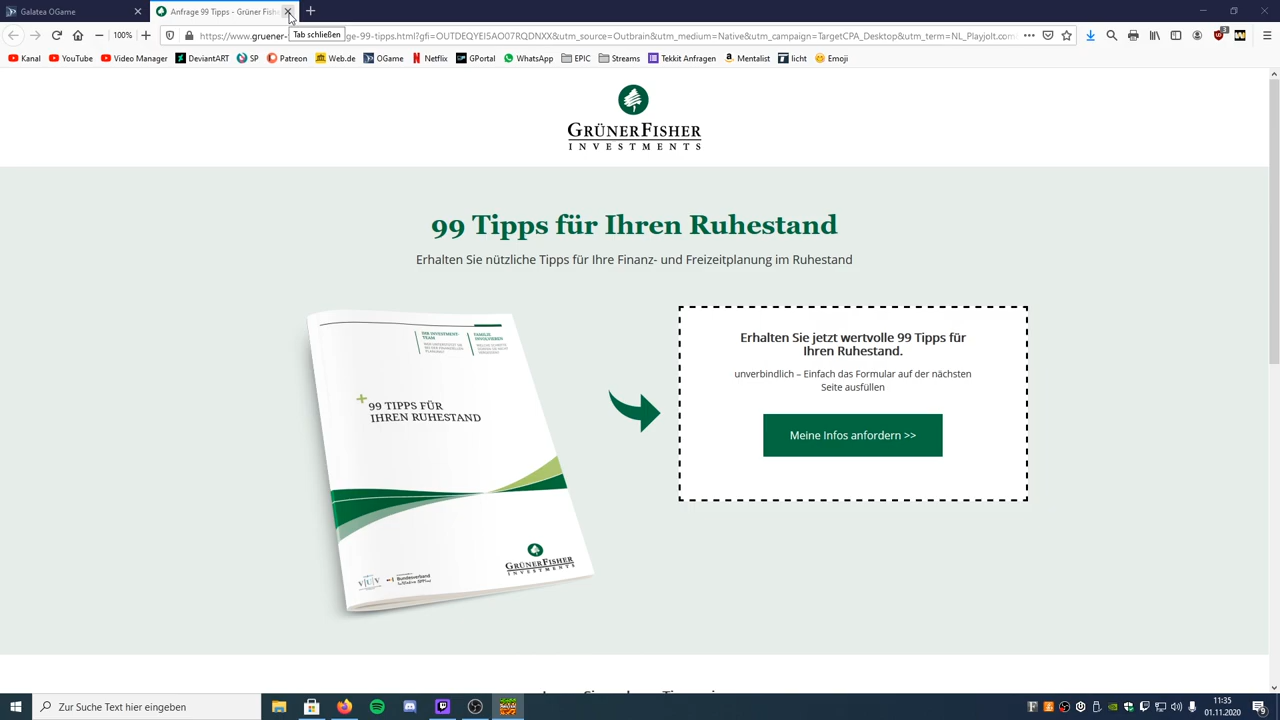 Galatea OGame
Anfrage 99 Tipps - Grüner Fishe
Tab schließen
100%
https://www.gruener-
ge-99-tipps.html?gfi=OUTDEQYEISAO07RQDNXX&utm_source=Outbrain&utm_medium=Native&utm_campaign=TargetCPA_Desktop&utm_term=NL_Playjolt.com
Kanal YouTube Video Manager DeviantART SP Patreon Web.de OGame Netflix GPortal WhatsApp EPIC Streams Tekkit Anfragen Mentalist licht Emoji
GRÜNERFISHER
INVESTMENTS
99 Tipps für Ihren Ruhestand
Erhalten Sie nützliche Tipps für Ihre Finanz- und Freizeitplanung im Ruhestand
99 TIPPS FÜR
IHREN RUHESTAND
GRÜNERFISHER
INVESTMENTS
Erhalten Sie jetzt wertvolle 99 Tipps für
Ihren Ruhestand.
unverbindlich – Einfach das Formular auf der nächsten
Seite ausfüllen
Meine Infos anfordern >>
Zur Suche Text hier eingeben
11:35
01.11.2020